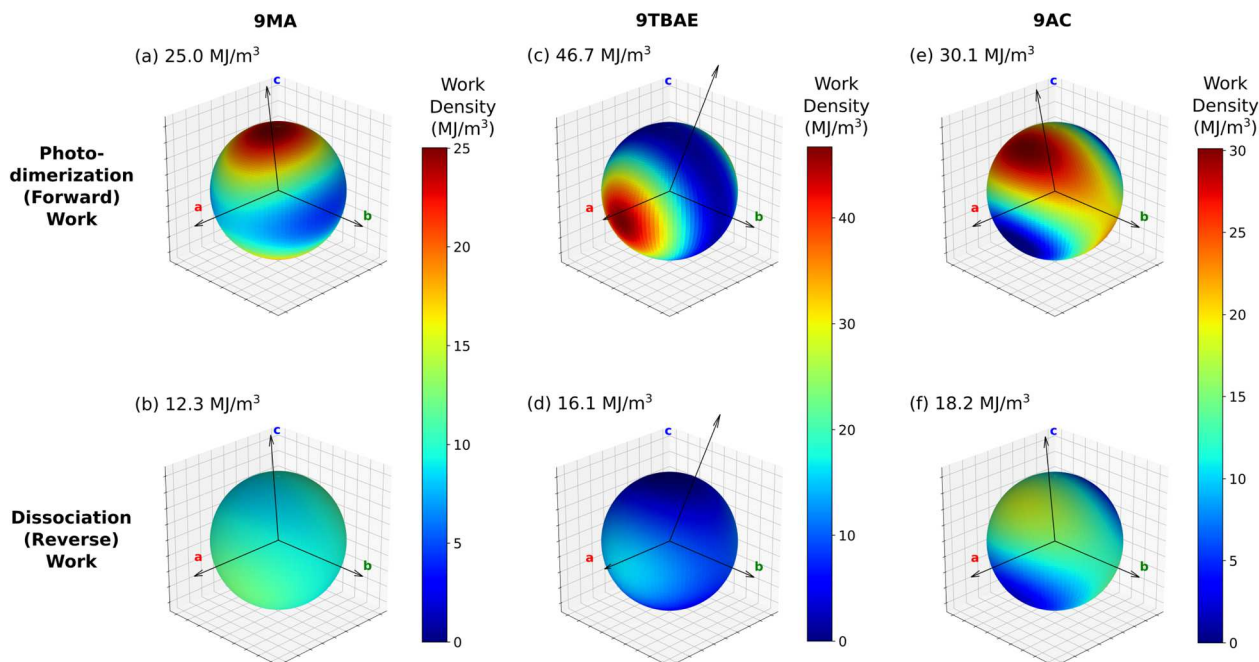 9MA
9TBAE
9AC
(a) 25.0 MJ/m³
(c) 46.7 MJ/m³
(e) 30.1 MJ/m³
Photo-
dimerization
(Forward)
Work
c
a
b
Work
Density
(MJ/m³)
25
20
15
10
5
0
c
a
b
Work
Density
(MJ/m³)
40
30
20
10
0
c
a
b
Work
Density
(MJ/m³)
30
25
20
15
10
5
0
(b) 12.3 MJ/m³
(d) 16.1 MJ/m³
(f) 18.2 MJ/m³
Dissociation
(Reverse)
Work
c
a
b
c
a
b
c
a
b